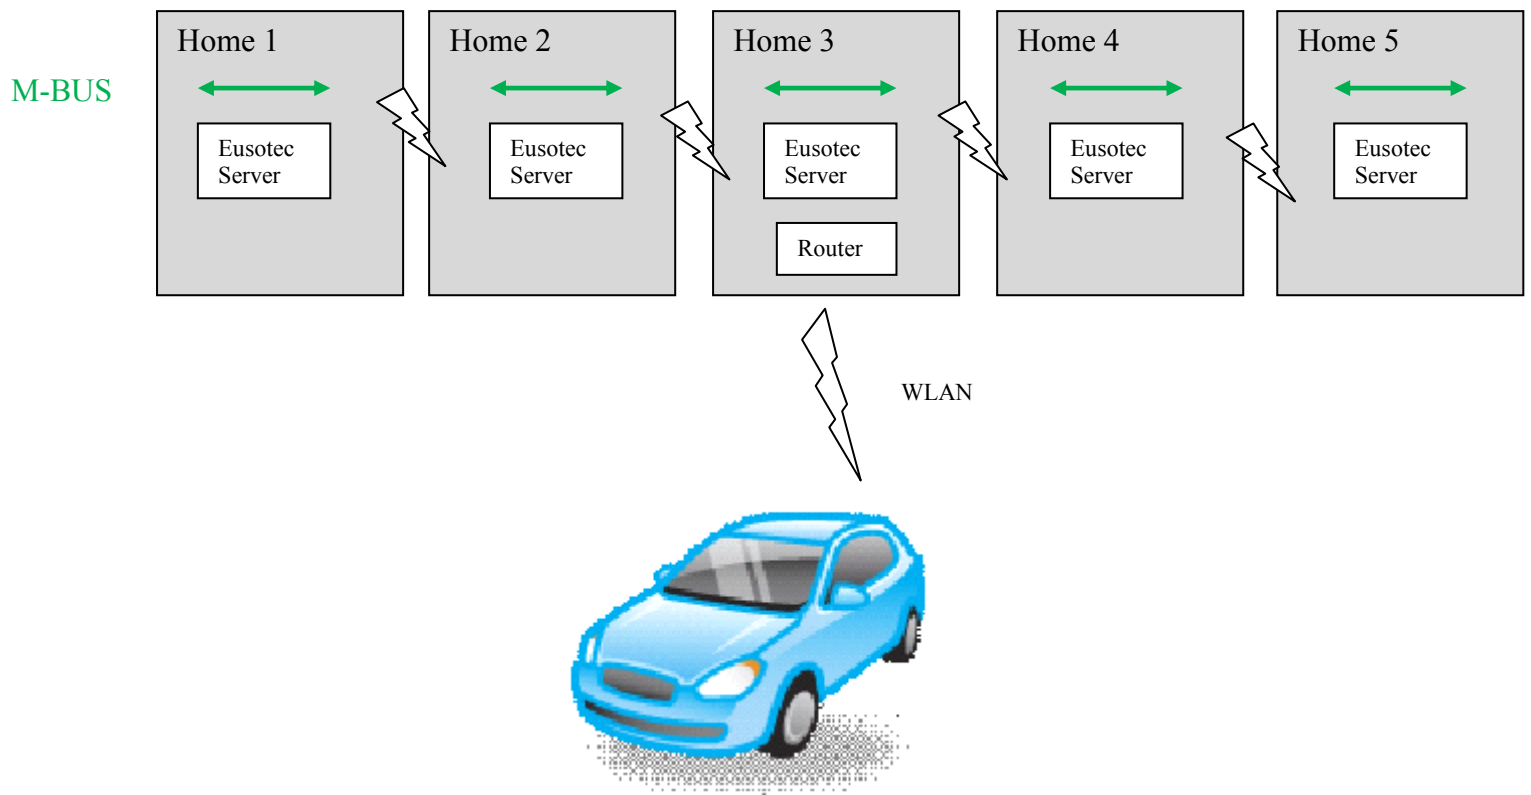 Home 1
Home 2
Home 3
Home 4
Home 5
M-BUS
Eusotec
Server
Eusotec
Server
Eusotec
Server
Eusotec
Server
Eusotec
Server
Router
WLAN